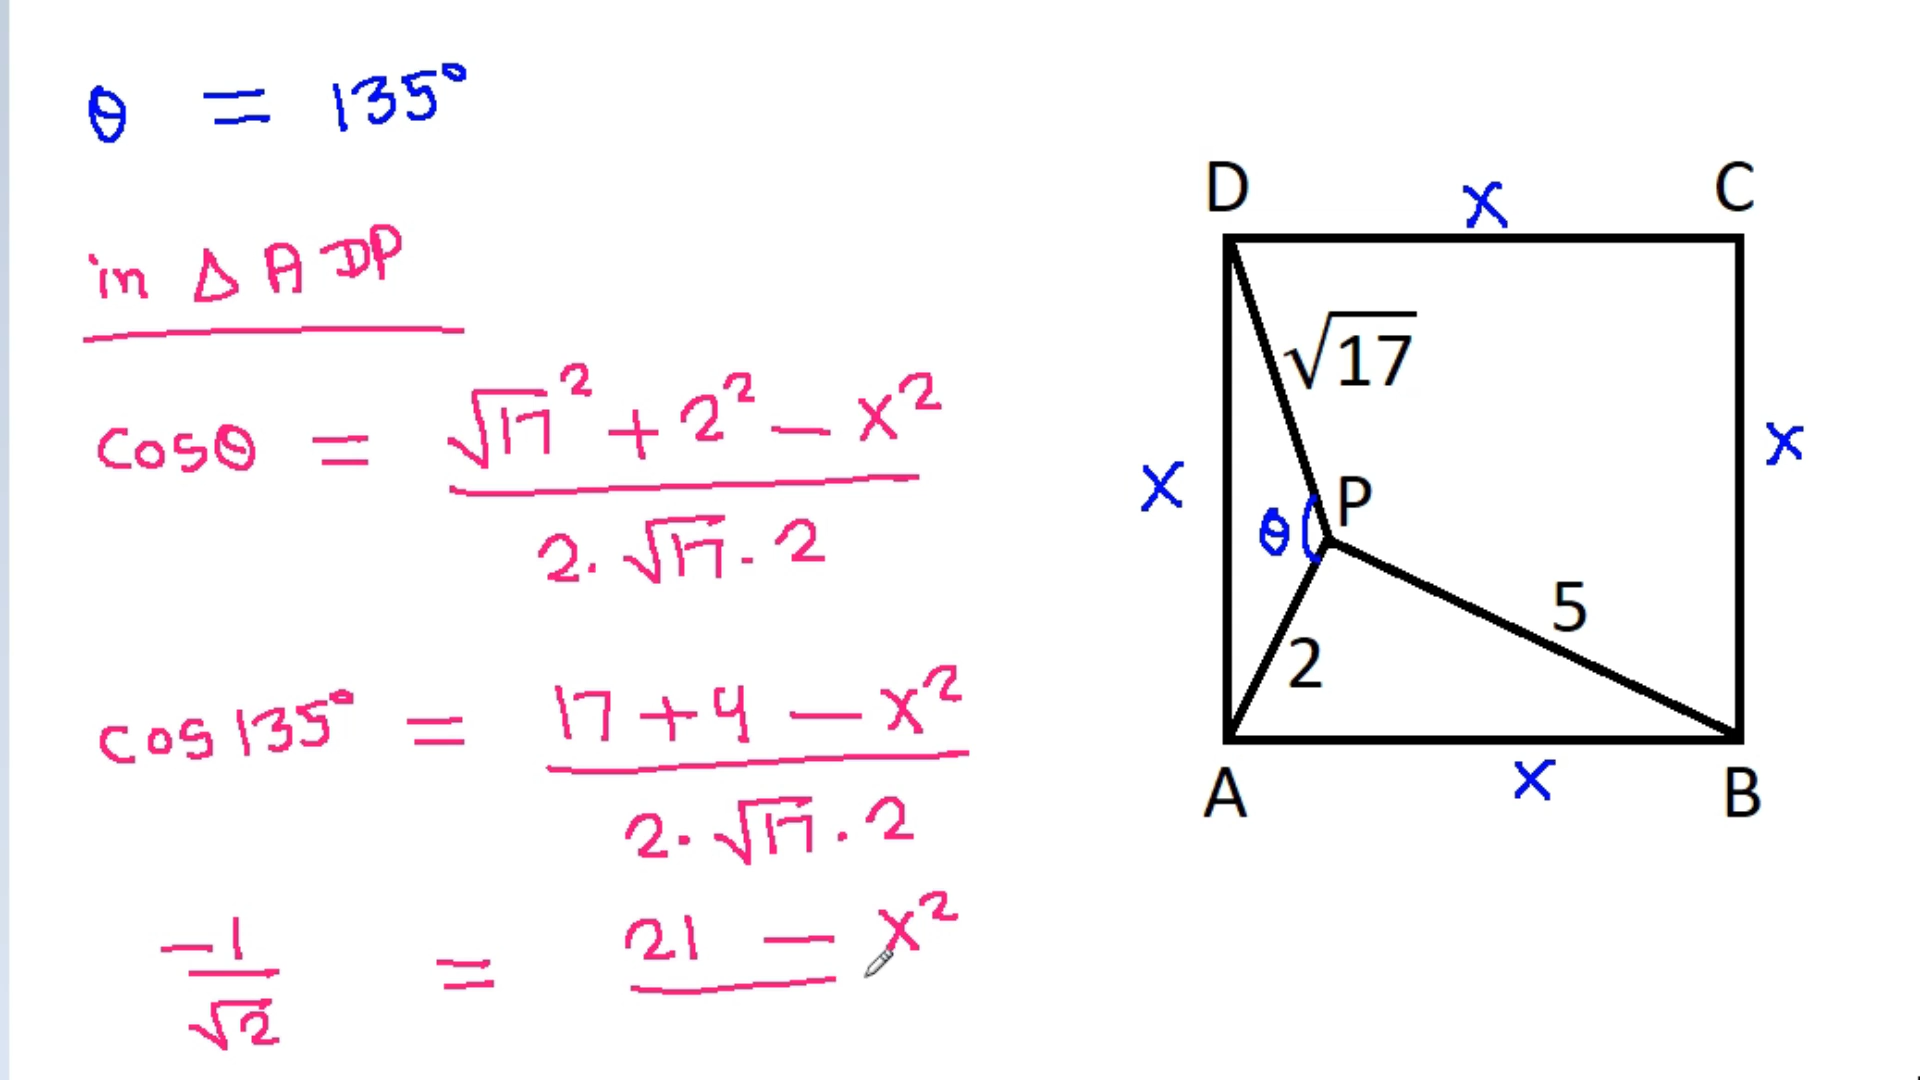 θ = 135°
in Δ ADP
cosθ = √17² + 2² − x²
2.√17.2
cos135° = 17+4 − x²
2.√17.2
−1 = 21 − x²
√2
D x C
√17
x θ P x
5
2
A x B